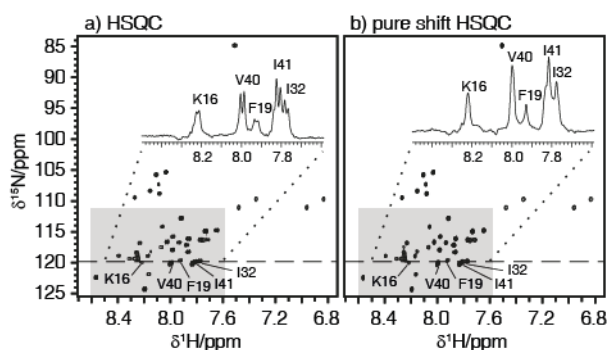 a) HSQC
b) pure shift HSQC
85
90
95
100
105
110
115
120
125
δ¹⁵N/ppm
K16
V40
F19
I41
I32
8.2
8.0
7.8
K16
V40
F19
I41
I32
8.4
8.0
7.6
7.2
6.8
δ¹H/ppm
K16
V40
F19
I41
I32
8.2
8.0
7.8
K16
V40
F19
I41
I32
8.4
8.0
7.6
7.2
6.8
δ¹H/ppm